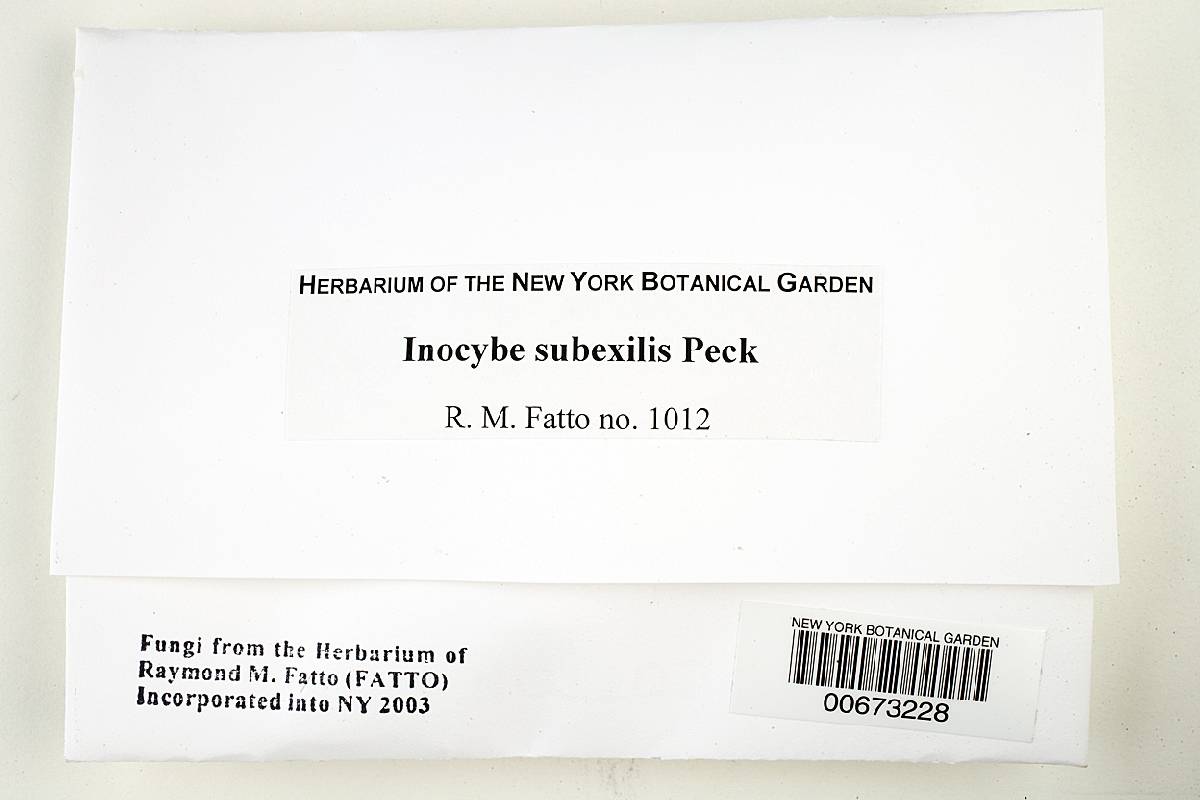 HERBARIUM OF THE NEW YORK BOTANICAL GARDEN
Inocybe subexilis Peck
R. M. Fatto no. 1012
Fungi from the Herbarium of
Raymond M. Fatto (FATTO)
Incorporated into NY 2003
NEW YORK BOTANICAL GARDEN
00673228